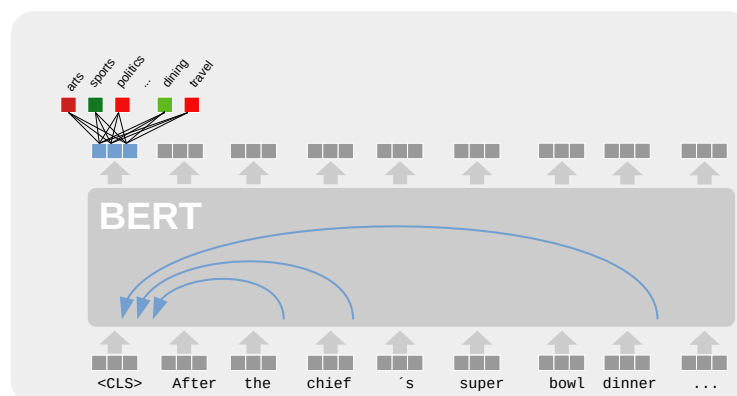 arts sports politics ... dining travel
BERT
<CLS> After the chief ´s super bowl dinner ...